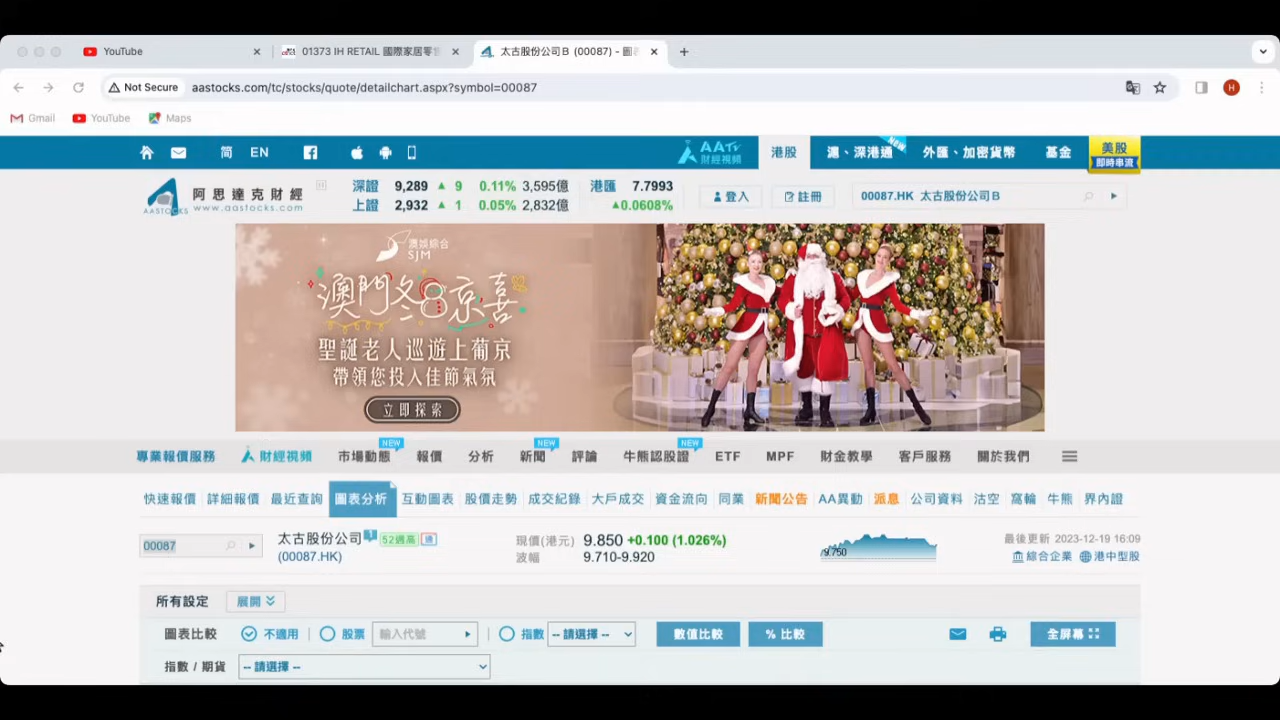 YouTube
01373 IH RETAIL 國際家居零
太古股份公司Ｂ (00087) - 圖
Not Secure
aastocks.com/tc/stocks/quote/detailchart.aspx?symbol=00087
H
Gmail YouTube Maps
简 EN AATV 財經視頻 港股 滬、深港通 New 外匯、加密貨幣 基金 美股 即時串流
AASTOCKS 阿思達克財經 www.aastocks.com
深證 9,289 ▲ 9 0.11% 3,595億
上證 2,932 ▲ 1 0.05% 2,832億
港匯 7.7993
▲0.0608%
登入 註冊 00087.HK 太古股份公司Ｂ
澳娛綜合
SJM
澳門冬日京喜
聖誕老人巡遊上葡京
帶領您投入佳節氣氛
立即探索
NEW NEW NEW
專業報價服務 財經視頻 市場動態 報價 分析 新聞 評論 牛熊認股證 ETF MPF 財金教學 客戶服務 關於我們
快速報價 詳細報價 最近查詢 圖表分析 互動圖表 股價走勢 成交紀錄 大戶成交 資金流向 同業 新聞公告 AA異動 派息 公司資料 沽空 窩輪 牛熊 界內證
00087
太古股份公司 52週高 通
(00087.HK)
現價(港元) 9.850 +0.100 (1.026%)
波幅 9.710-9.920
9.750
最後更新 2023-12-19 16:09
綜合企業 港中型股
所有設定 展開
圖表比較 不適用 股票 輸入代號 指數 -- 請選擇 -- 數值比較 % 比較 全屏幕
指數 / 期貨 -- 請選擇 --